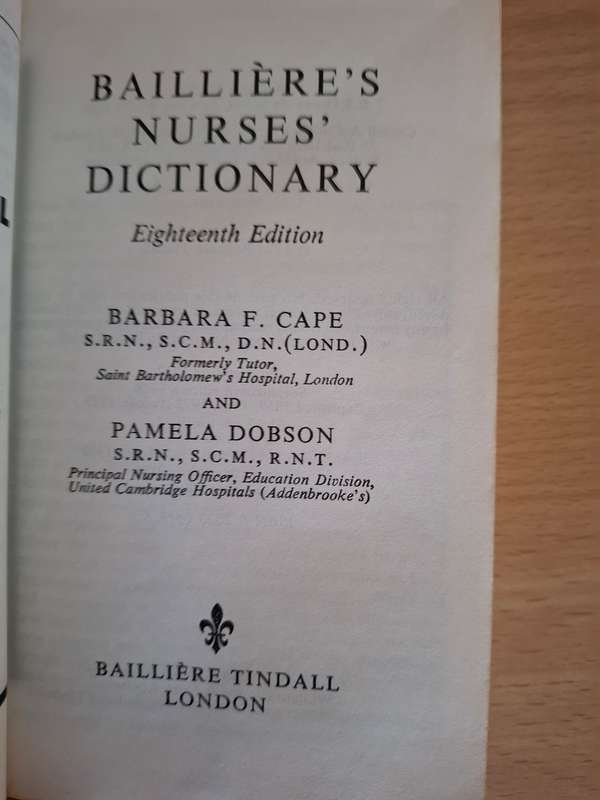 BAILLIÈRE'S
NURSES'
DICTIONARY
Eighteenth Edition
BARBARA F. CAPE
S.R.N., S.C.M., D.N.(LOND.)
Formerly Tutor,
Saint Bartholomew's Hospital, London
AND
PAMELA DOBSON
S.R.N., S.C.M., R.N.T.
Principal Nursing Officer, Education Division,
United Cambridge Hospitals (Addenbrooke's)
BAILLIÈRE TINDALL
LONDON